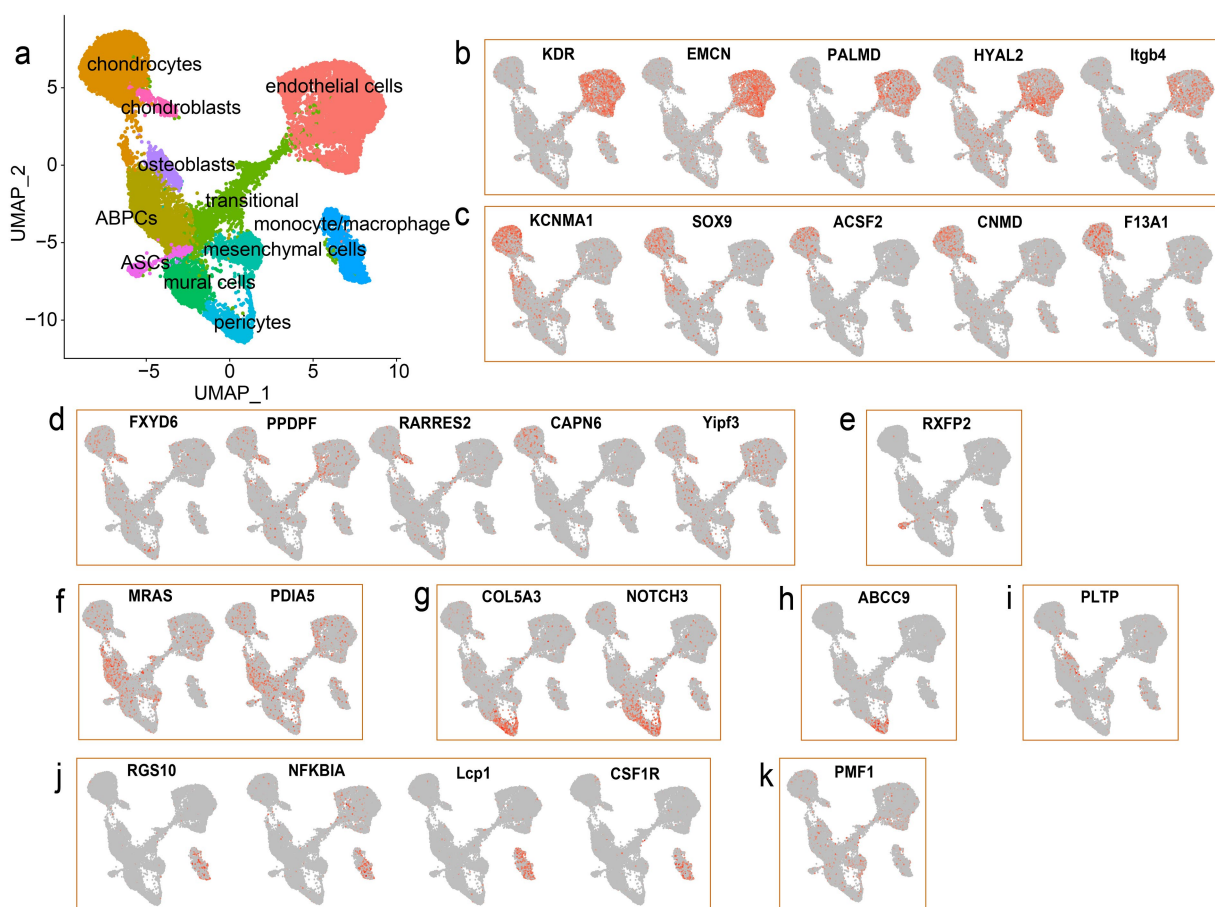 a
chondrocytes
chondroblasts
endothelial cells
osteoblasts
ABPCs
transitional
monocyte/macrophage
mesenchymal cells
ASCs
mural cells
pericytes
5
0
−5
−10
UMAP_2
−5 0 5 10
UMAP_1
b
KDR EMCN PALMD HYAL2 Itgb4
c
KCNMA1 SOX9 ACSF2 CNMD F13A1
d
FXYD6 PPDPF RARRES2 CAPN6 Yipf3
e
RXFP2
f
MRAS PDIA5
g
COL5A3 NOTCH3
h
ABCC9
i
PLTP
j
RGS10 NFKBIA Lcp1 CSF1R
k
PMF1